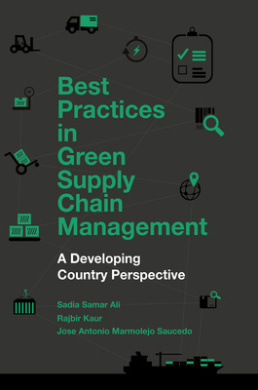 Best
Practices
in
Green
Supply
Chain
Management
A Developing
Country Perspective
Sadia Samar Ali
Rajbir Kaur
Jose Antonio Marmolejo Saucedo